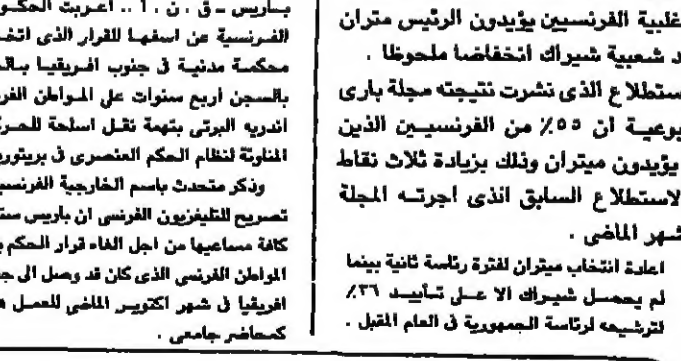 غلبية الفرنسيين يؤيدون الرئيس متران
د شعبية شيراك انخفاضا ملحوظا .
ستطلاع الذى نشرت نتيجته مجلة بارى
بوعية ان ٥٥٪ من الفرنسيين الذين
يؤيدون ميتران وذلك بزيادة ثلاث نقاط
لاستطلاع السابق الذى اجرته المجلة
شهر الماضى .
اعادة انتخاب ميتران لفترة رئاسة ثانية بينما
لم يحصل شيراك الا على تأييد ٣٦٪
لترشيحه لرئاسة الجمهورية فى العام المقبل .
باريس - ق . ن . ا .. اعربت الحكو
الفرنسية عن اسفها للقرار الذى اتخذ
محكمة مدنية فى جنوب افريقيا با
بالسجن اربع سنوات على المواطن الفر
اندريه البرتى بتهمة نقل اسلحة للحر
المناوئة لنظام الحكم العنصرى فى بريتور
وذكر متحدث باسم الخارجية الفرنسي
تصريح للتليفزيون الفرنسى ان باريس ست
كافة مساعيها من اجل الغاء قرار الحكم ب
المواطن الفرنسى الذى كان قد وصل الى ج
افريقيا فى شهر اكتوبر الماضى للعمل ه
كمحاضر جامعى .